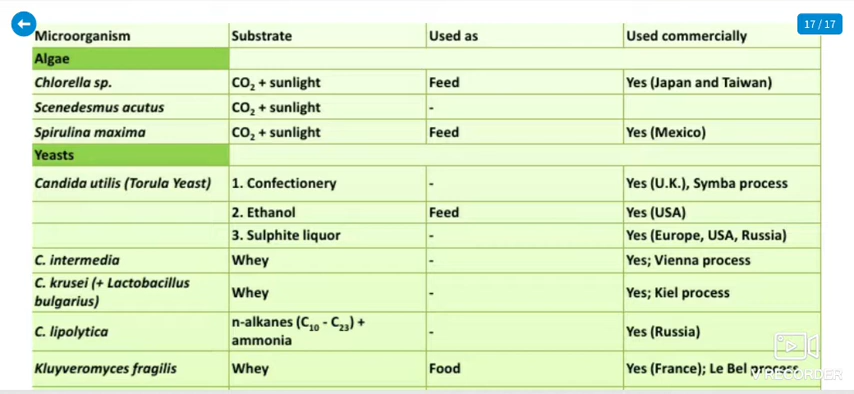 17 / 17
Microorganism Substrate Used as Used commercially
Algae
Chlorella sp. CO₂ + sunlight Feed Yes (Japan and Taiwan)
Scenedesmus acutus CO₂ + sunlight -
Spirulina maxima CO₂ + sunlight Feed Yes (Mexico)
Yeasts
Candida utilis (Torula Yeast) 1. Confectionery - Yes (U.K.), Symba process
2. Ethanol Feed Yes (USA)
3. Sulphite liquor - Yes (Europe, USA, Russia)
C. intermedia Whey - Yes; Vienna process
C. krusei (+ Lactobacillus
bulgarius) Whey - Yes; Kiel process
C. lipolytica n-alkanes (C₁₀ - C₂₃) +
ammonia - Yes (Russia)
Kluyveromyces fragilis Whey Food Yes (France); Le Bel process
V RECORDER